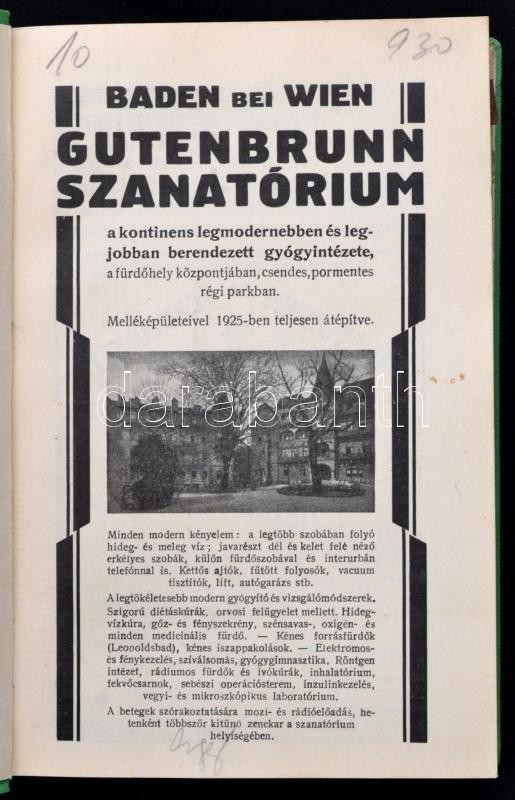 10
930
BADEN BEI WIEN
GUTENBRUNN
SZANATÓRIUM
a kontinens legmodernebben és leg-
jobban berendezett gyógyintézete,
a fürdőhely központjában, csendes, pormentes
régi parkban.
Melléképületeivel 1925-ben teljesen átépítve.
darabanth
Minden modern kényelem: a legtöbb szobában folyó
hideg- és meleg víz; javarészt dél és kelet felé néző
erkélyes szobák, külön fürdőszobával és interurbán
telefónnal is. Kettős ajtók, fűtött folyosók, vacuum
tisztítók, lift, autógarázs stb.
A legtökéletesebb modern gyógyító és vizsgálómódszerek.
Szigorú diétáskúrák, orvosi felügyelet mellett. Hideg-
vízkúra, gőz- és fényszekrény, szénsavas-, oxigén- és
minden medicinális fürdő. — Kénes forrásfürdők
(Leopoldsbad), kénes iszappakolások. — Elektromos-
és fénykezelés, szíválsomás, gyógygimnasztika. Röntgen
intézet, rádiumos fürdők és ívókúrák, inhalatórium,
fekvőcsarnok, sebészi operációsterem, inzulinkezelés,
vegyi- és mikroszkópikus laboratórium.
A betegek szórakoztatására mozi- és rádióelőadás, he-
tenként többször kitünő zenekar a szanatórium
helyiségében.